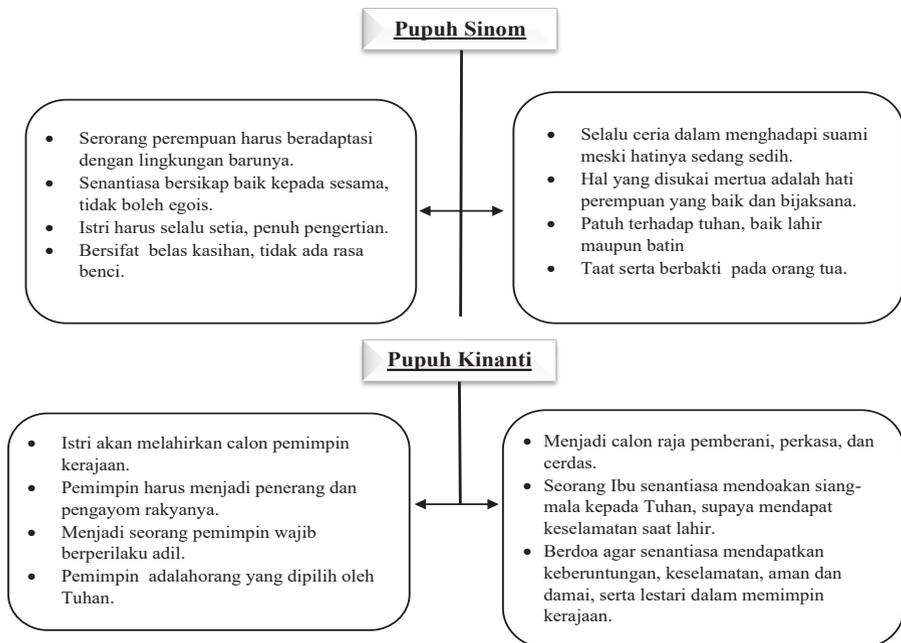 Pupuh Sinom
• Serorang perempuan harus beradaptasi
dengan lingkungan barunya.
• Senantiasa bersikap baik kepada sesama,
tidak boleh egois.
• Istri harus selalu setia, penuh pengertian.
• Bersifat belas kasihan, tidak ada rasa
benci.
• Selalu ceria dalam menghadapi suami
meski hatinya sedang sedih.
• Hal yang disukai mertua adalah hati
perempuan yang baik dan bijaksana.
• Patuh terhadap tuhan, baik lahir
maupun batin
• Taat serta berbakti pada orang tua.
Pupuh Kinanti
• Istri akan melahirkan calon pemimpin
kerajaan.
• Pemimpin harus menjadi penerang dan
pengayom rakyanya.
• Menjadi seorang pemimpin wajib
berperilaku adil.
• Pemimpin adalahorang yang dipilih oleh
Tuhan.
• Menjadi calon raja pemberani, perkasa, dan
cerdas.
• Seorang Ibu senantiasa mendoakan siang-
mala kepada Tuhan, supaya mendapat
keselamatan saat lahir.
• Berdoa agar senantiasa mendapatkan
keberuntungan, keselamatan, aman dan
damai, serta lestari dalam memimpin
kerajaan.